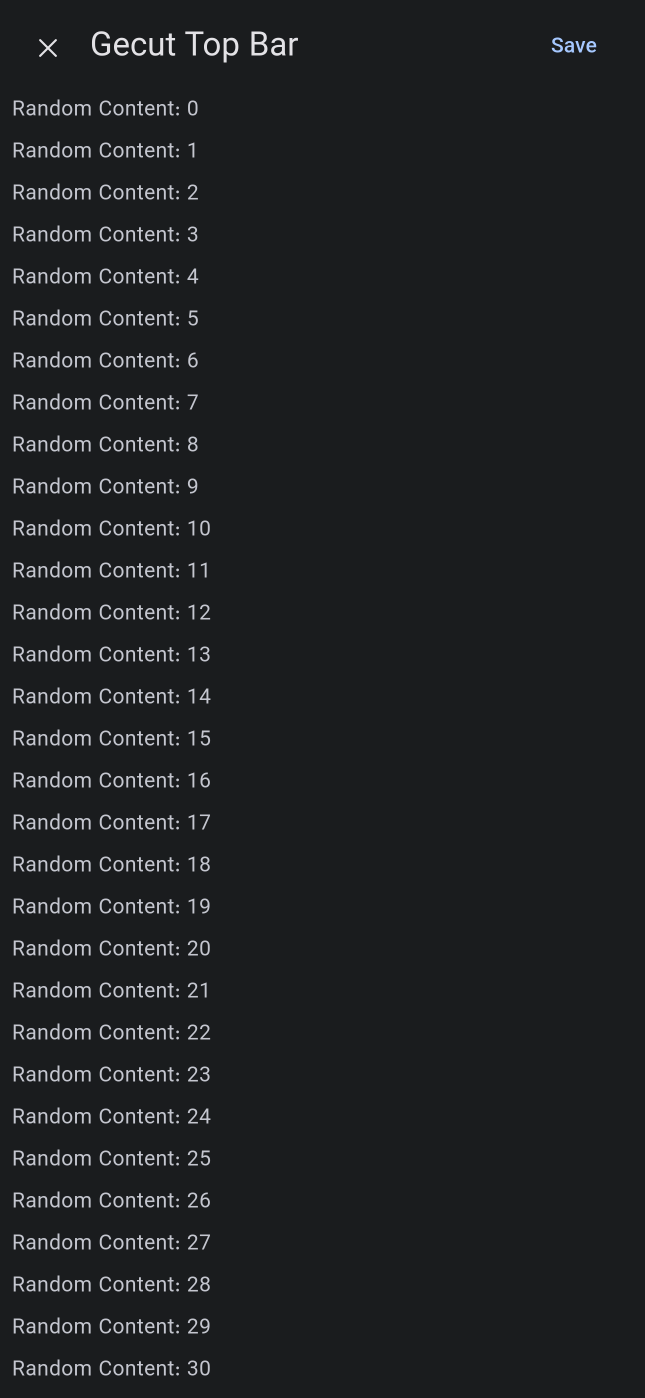 Gecut Top Bar Save
Random Content: 0
Random Content: 1
Random Content: 2
Random Content: 3
Random Content: 4
Random Content: 5
Random Content: 6
Random Content: 7
Random Content: 8
Random Content: 9
Random Content: 10
Random Content: 11
Random Content: 12
Random Content: 13
Random Content: 14
Random Content: 15
Random Content: 16
Random Content: 17
Random Content: 18
Random Content: 19
Random Content: 20
Random Content: 21
Random Content: 22
Random Content: 23
Random Content: 24
Random Content: 25
Random Content: 26
Random Content: 27
Random Content: 28
Random Content: 29
Random Content: 30